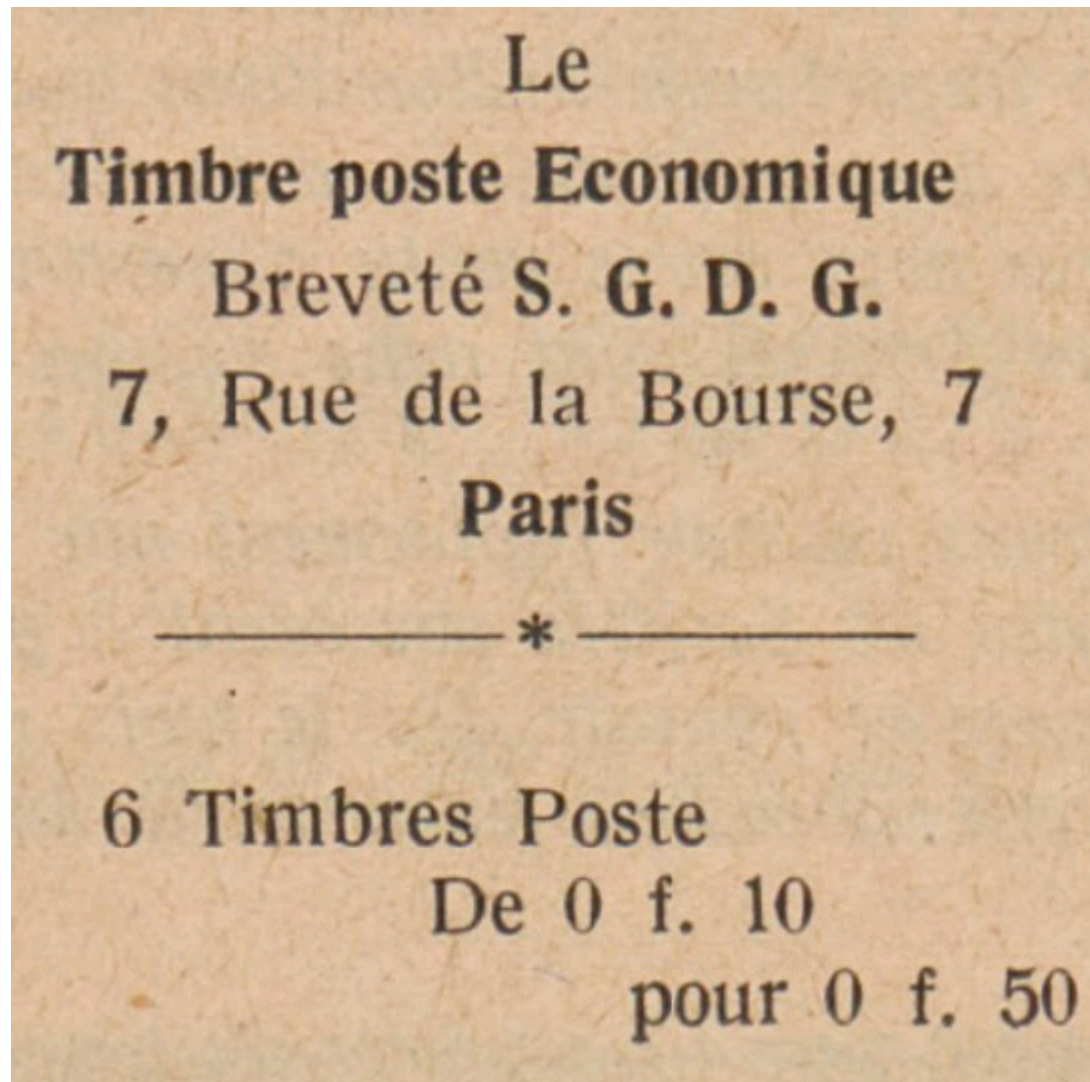 Le
Timbre poste Economique
Breveté S. G. D. G.
7, Rue de la Bourse, 7
Paris
*
6 Timbres Poste
De 0 f. 10
pour 0 f. 50